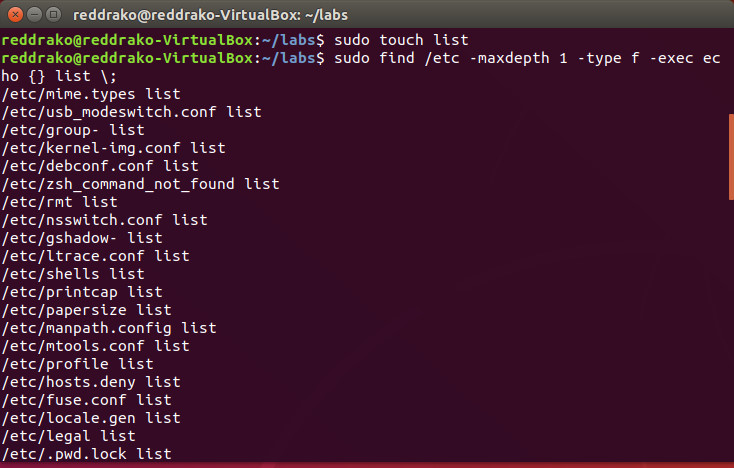 reddrako@reddrako-VirtualBox: ~/labs
reddrako@reddrako-VirtualBox:~/labs$ sudo touch list
reddrako@reddrako-VirtualBox:~/labs$ sudo find /etc -maxdepth 1 -type f -exec ec
ho {} list \;
/etc/mime.types list
/etc/usb_modeswitch.conf list
/etc/group- list
/etc/kernel-img.conf list
/etc/debconf.conf list
/etc/zsh_command_not_found list
/etc/rmt list
/etc/nsswitch.conf list
/etc/gshadow- list
/etc/ltrace.conf list
/etc/shells list
/etc/printcap list
/etc/papersize list
/etc/manpath.config list
/etc/mtools.conf list
/etc/profile list
/etc/hosts.deny list
/etc/fuse.conf list
/etc/locale.gen list
/etc/legal list
/etc/.pwd.lock list